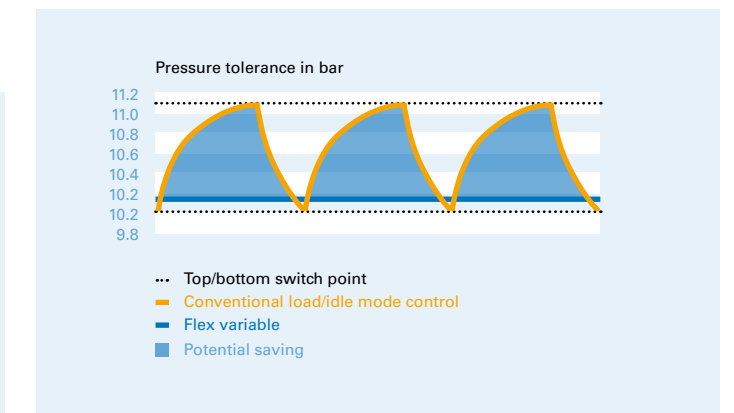 Pressure tolerance in bar
11.2
11.0
10.8
10.6
10.4
10.2
10.2
9.8
Top/bottom switch point
Conventional load/idle mode control
Flex variable
Potential saving